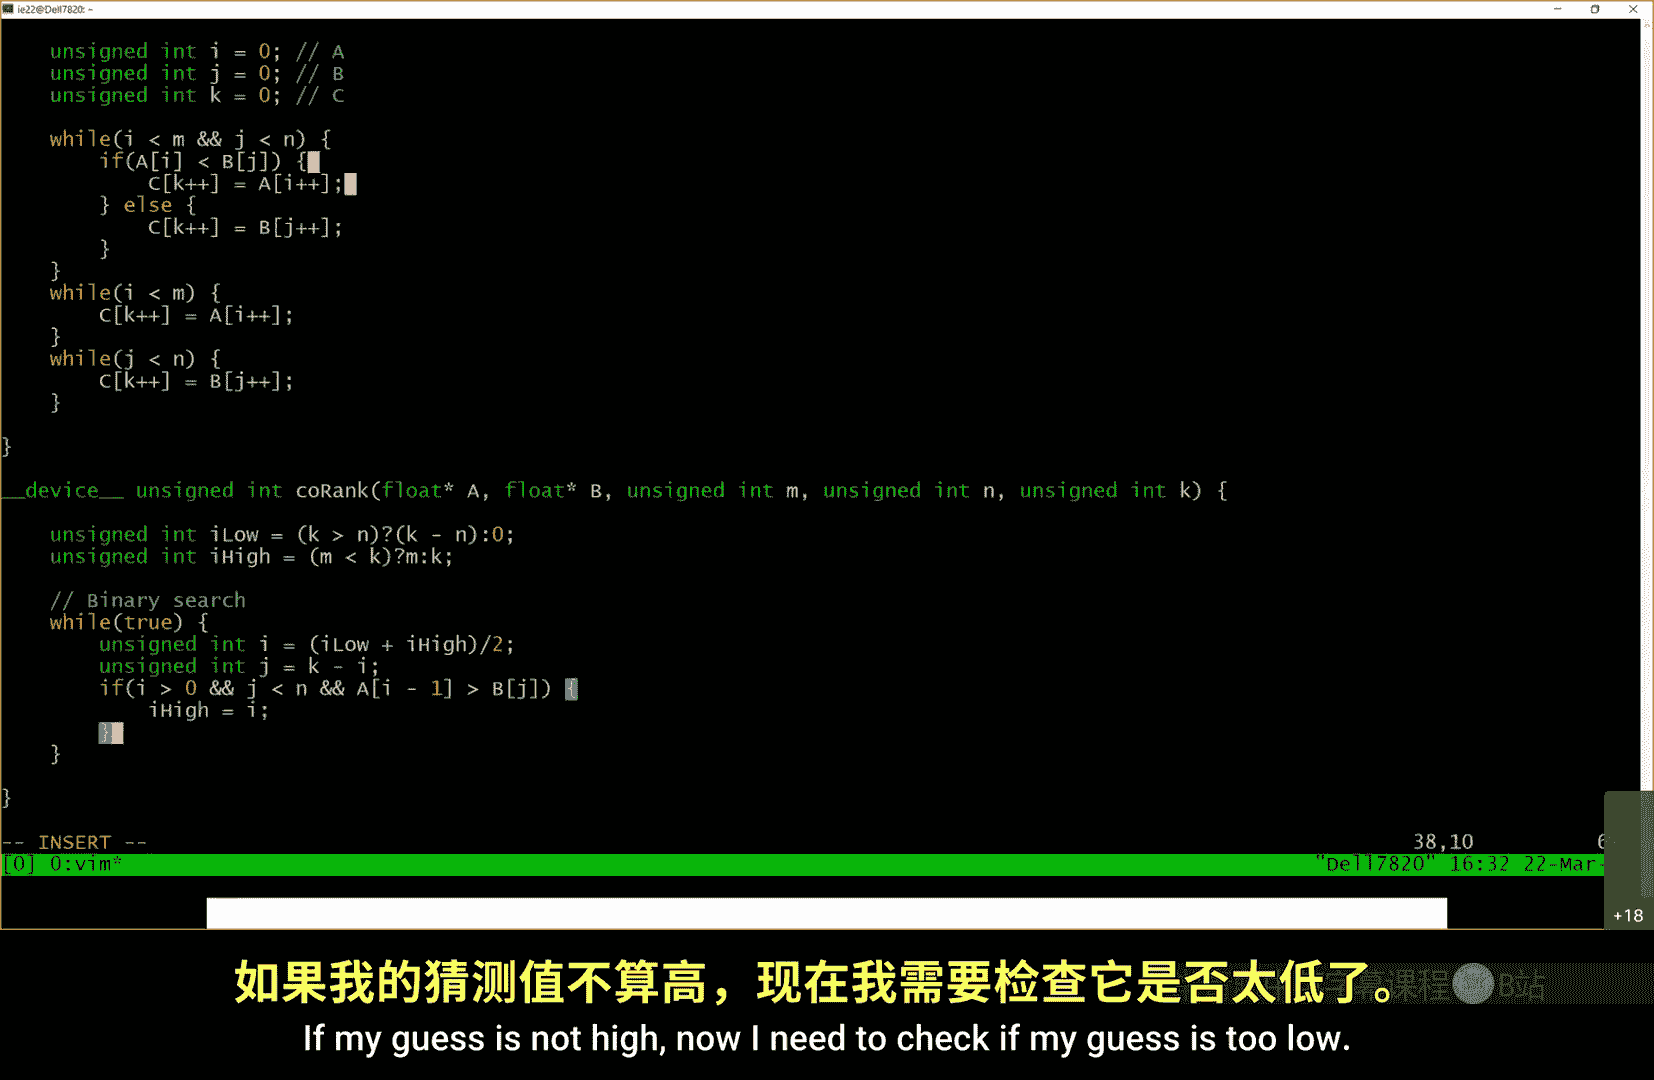 ie22@Dell7820: ~
unsigned int i = 0; // A
unsigned int j = 0; // B
unsigned int k = 0; // C
while(i < m && j < n) {
if(A[i] < B[j]) {
C[k++] = A[i++];
} else {
C[k++] = B[j++];
}
}
while(i < m) {
C[k++] = A[i++];
}
while(j < n) {
C[k++] = B[j++];
}
}
__device__ unsigned int coRank(float* A, float* B, unsigned int m, unsigned int n, unsigned int k) {
unsigned int iLow = (k > n)?(k - n):0;
unsigned int iHigh = (m < k)?m:k;
// Binary search
while(true) {
unsigned int i = (iLow + iHigh)/2;
unsigned int j = k - i;
if(i > 0 && j < n && A[i - 1] > B[j]) {
iHigh = i;
}
}
}
-- INSERT -- 38,10 6
[0] 0:vim* "Dell7820" 16:32 22-Mar-
+18
如果我的猜测值不算高，现在我需要检查它是否太低了。
课程 B站
If my guess is not high, now I need to check if my guess is too low.